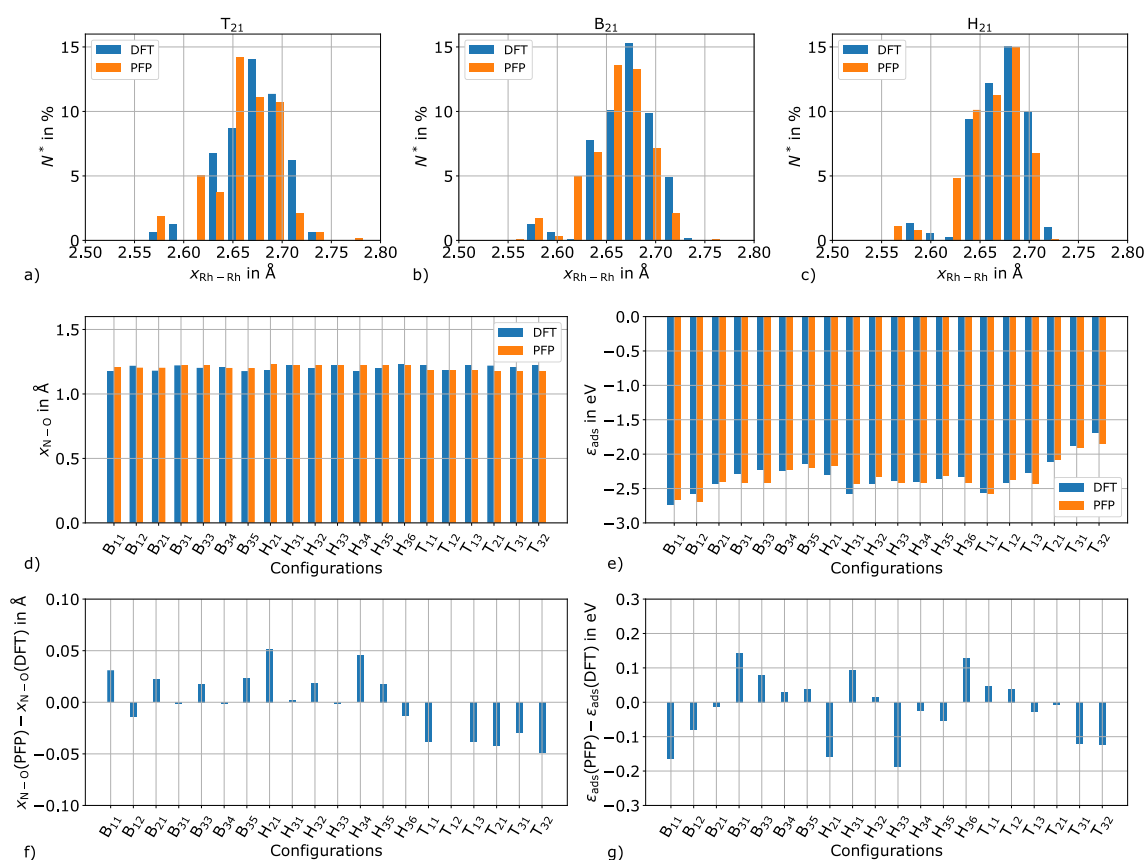 T₂₁
B₂₁
H₂₁
DFT
PFP
DFT
PFP
DFT
PFP
N* in %
N* in %
N* in %
15
10
5
0
15
10
5
0
15
10
5
0
2.50 2.55 2.60 2.65 2.70 2.75 2.80
2.50 2.55 2.60 2.65 2.70 2.75 2.80
2.50 2.55 2.60 2.65 2.70 2.75 2.80
a) x_Rh−Rh in Å
b) x_Rh−Rh in Å
c) x_Rh−Rh in Å
x_N−O in Å
1.5
1.0
0.5
0.0
DFT
PFP
B₁₁ B₁₂ B₂₁ B₃₁ B₃₃ B₃₄ B₃₅ H₂₁ H₃₁ H₃₂ H₃₃ H₃₄ H₃₅ H₃₆ T₁₁ T₁₂ T₁₃ T₂₁ T₃₁ T₃₂
d) Configurations
ε_ads in eV
0.0
−0.5
−1.0
−1.5
−2.0
−2.5
−3.0
DFT
PFP
B₁₁ B₁₂ B₂₁ B₃₁ B₃₃ B₃₄ B₃₅ H₂₁ H₃₁ H₃₂ H₃₃ H₃₄ H₃₅ H₃₆ T₁₁ T₁₂ T₁₃ T₂₁ T₃₁ T₃₂
e) Configurations
x_N−O(PFP) − x_N−O(DFT) in Å
0.10
0.05
0.00
−0.05
−0.10
B₁₁ B₁₂ B₂₁ B₃₁ B₃₃ B₃₄ B₃₅ H₂₁ H₃₁ H₃₂ H₃₃ H₃₄ H₃₅ H₃₆ T₁₁ T₁₂ T₁₃ T₂₁ T₃₁ T₃₂
f) Configurations
ε_ads(PFP) − ε_ads(DFT) in eV
0.3
0.2
0.1
0.0
−0.1
−0.2
−0.3
B₁₁ B₁₂ B₂₁ B₃₁ B₃₃ B₃₄ B₃₅ H₂₁ H₃₁ H₃₂ H₃₃ H₃₄ H₃₅ H₃₆ T₁₁ T₁₂ T₁₃ T₂₁ T₃₁ T₃₂
g) Configurations